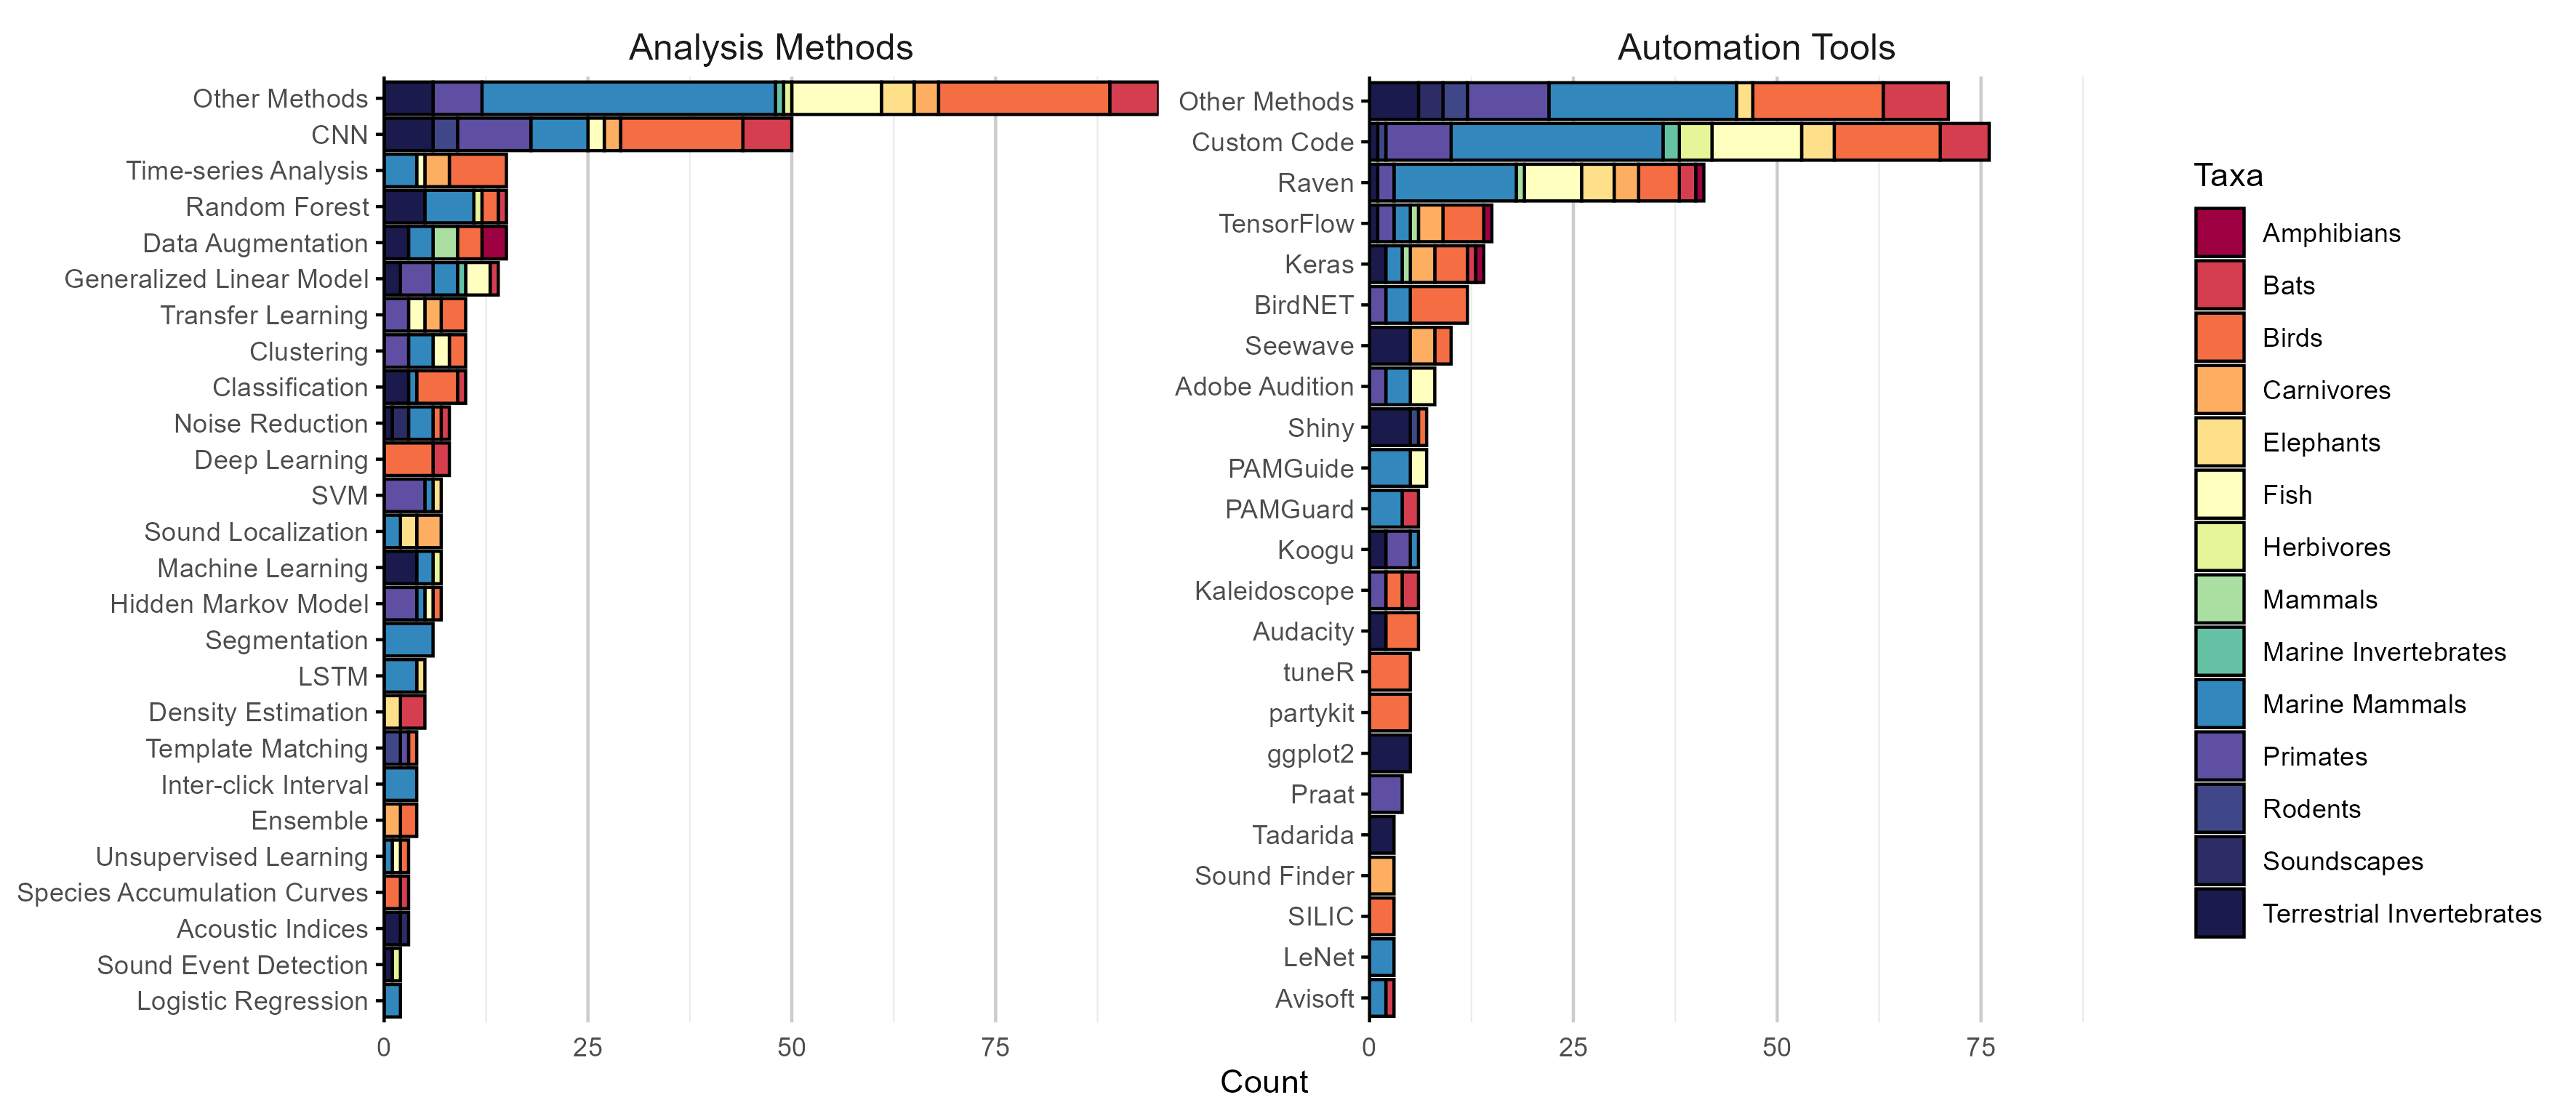 Analysis Methods
Other Methods
CNN
Time-series Analysis
Random Forest
Data Augmentation
Generalized Linear Model
Transfer Learning
Clustering
Classification
Noise Reduction
Deep Learning
SVM
Sound Localization
Machine Learning
Hidden Markov Model
Segmentation
LSTM
Density Estimation
Template Matching
Inter-click Interval
Ensemble
Unsupervised Learning
Species Accumulation Curves
Acoustic Indices
Sound Event Detection
Logistic Regression
0 25 50 75
Automation Tools
Other Methods
Custom Code
Raven
TensorFlow
Keras
BirdNET
Seewave
Adobe Audition
Shiny
PAMGuide
PAMGuard
Koogu
Kaleidoscope
Audacity
tuneR
partykit
ggplot2
Praat
Tadarida
Sound Finder
SILIC
LeNet
Avisoft
0 25 50 75
Count
Taxa
Amphibians
Bats
Birds
Carnivores
Elephants
Fish
Herbivores
Mammals
Marine Invertebrates
Marine Mammals
Primates
Rodents
Soundscapes
Terrestrial Invertebrates